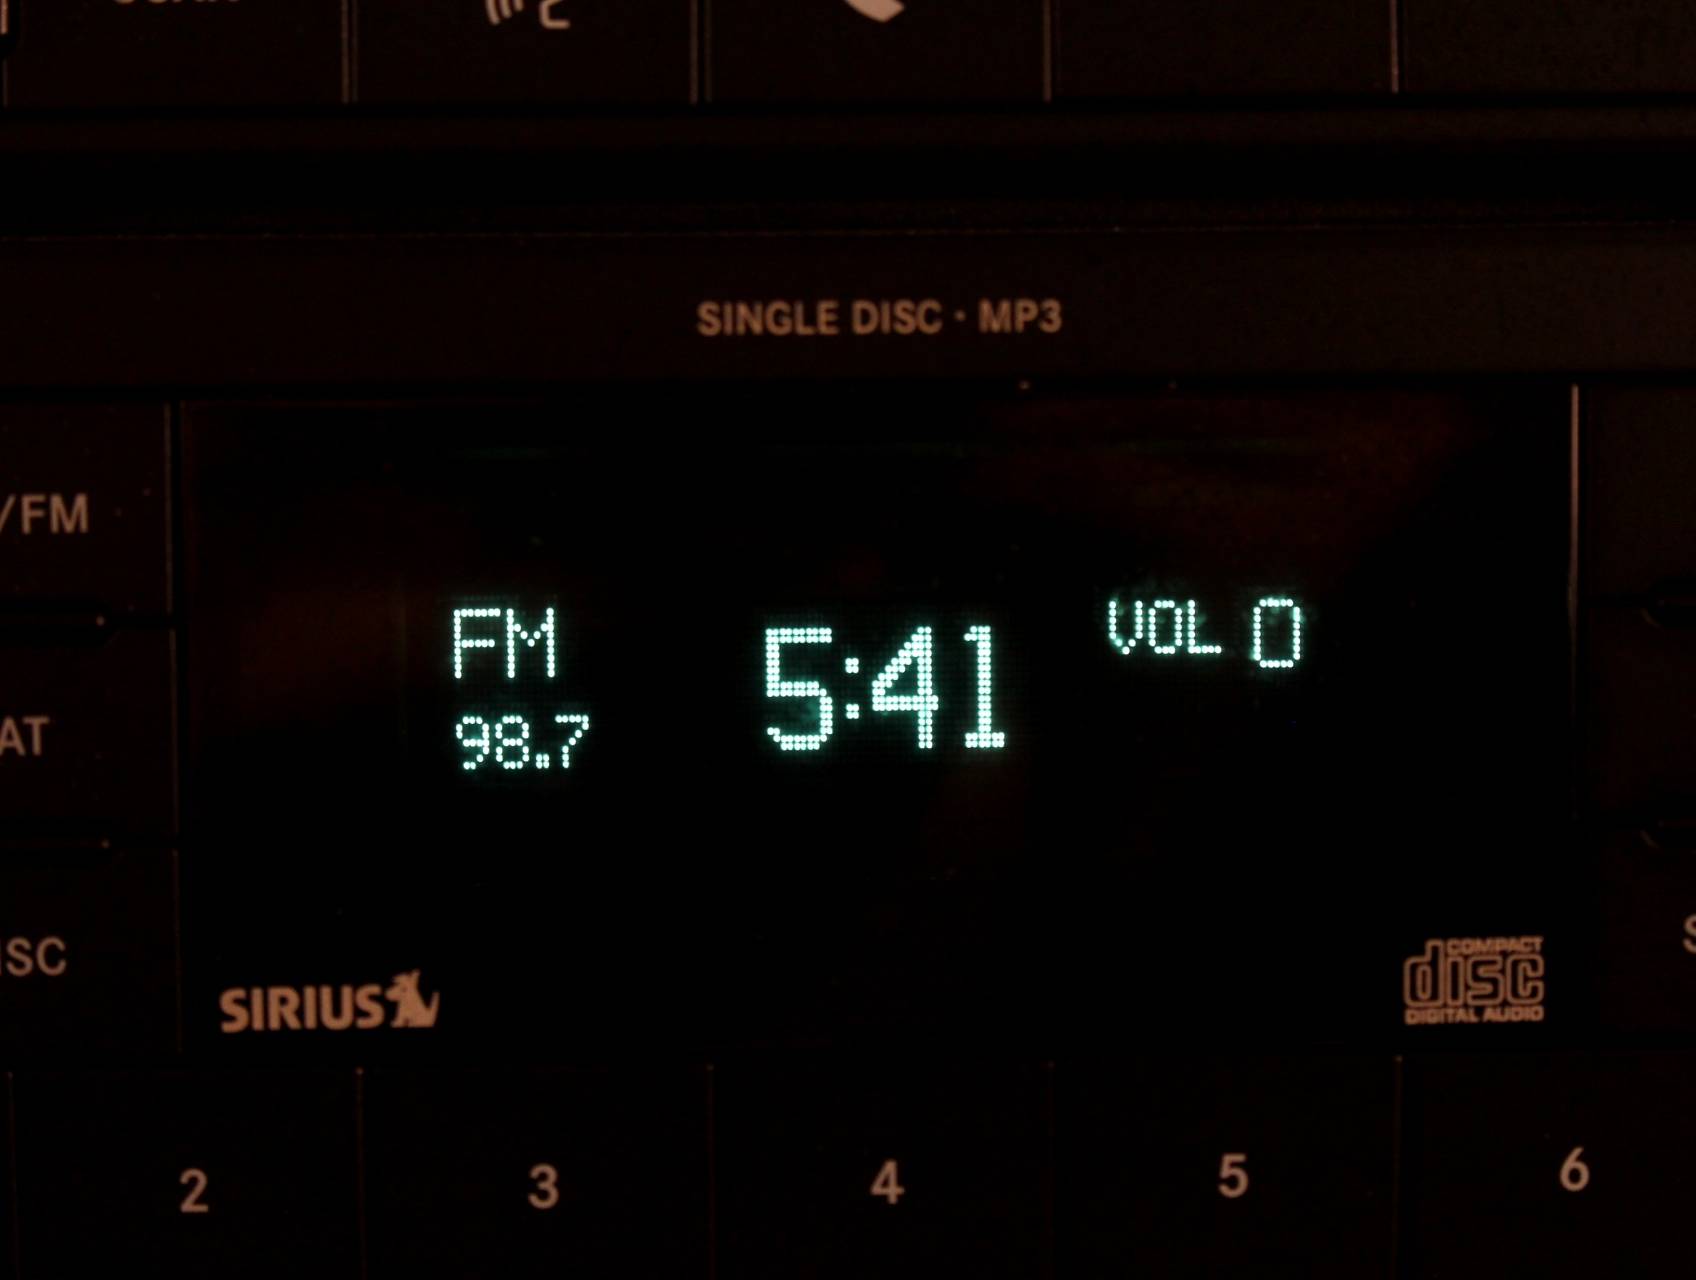 SINGLE DISC · MP3
/FM
FM
5:41
VOL 0
98.7
AT
ISC
SIRIUS
COMPACT
disc
DIGITAL AUDIO
2 3 4 5 6